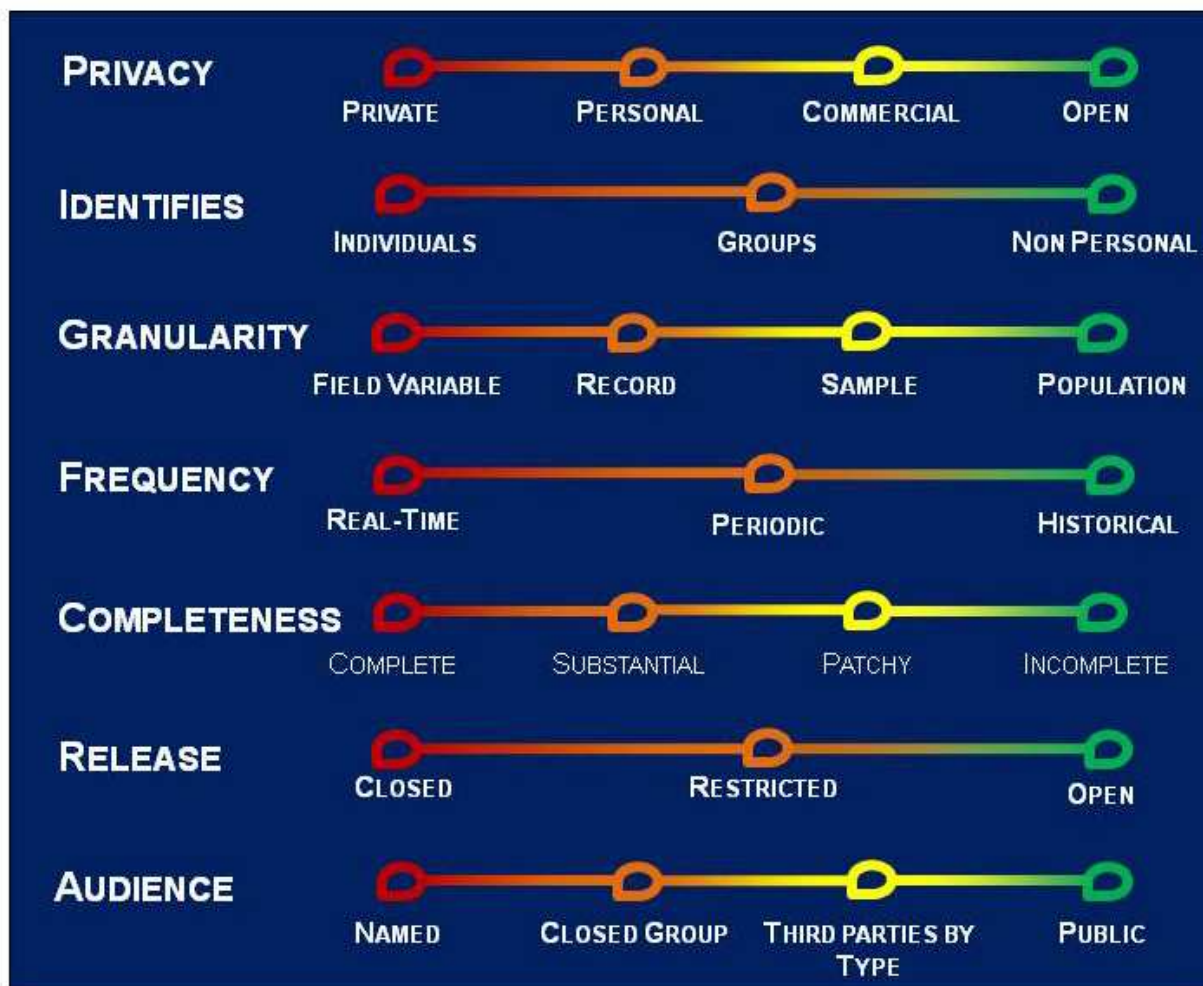 PRIVACY
PRIVATE PERSONAL COMMERCIAL OPEN
IDENTIFIES
INDIVIDUALS GROUPS NON PERSONAL
GRANULARITY
FIELD VARIABLE RECORD SAMPLE POPULATION
FREQUENCY
REAL-TIME PERIODIC HISTORICAL
COMPLETENESS
COMPLETE SUBSTANTIAL PATCHY INCOMPLETE
RELEASE
CLOSED RESTRICTED OPEN
AUDIENCE
NAMED CLOSED GROUP THIRD PARTIES BY PUBLIC
TYPE